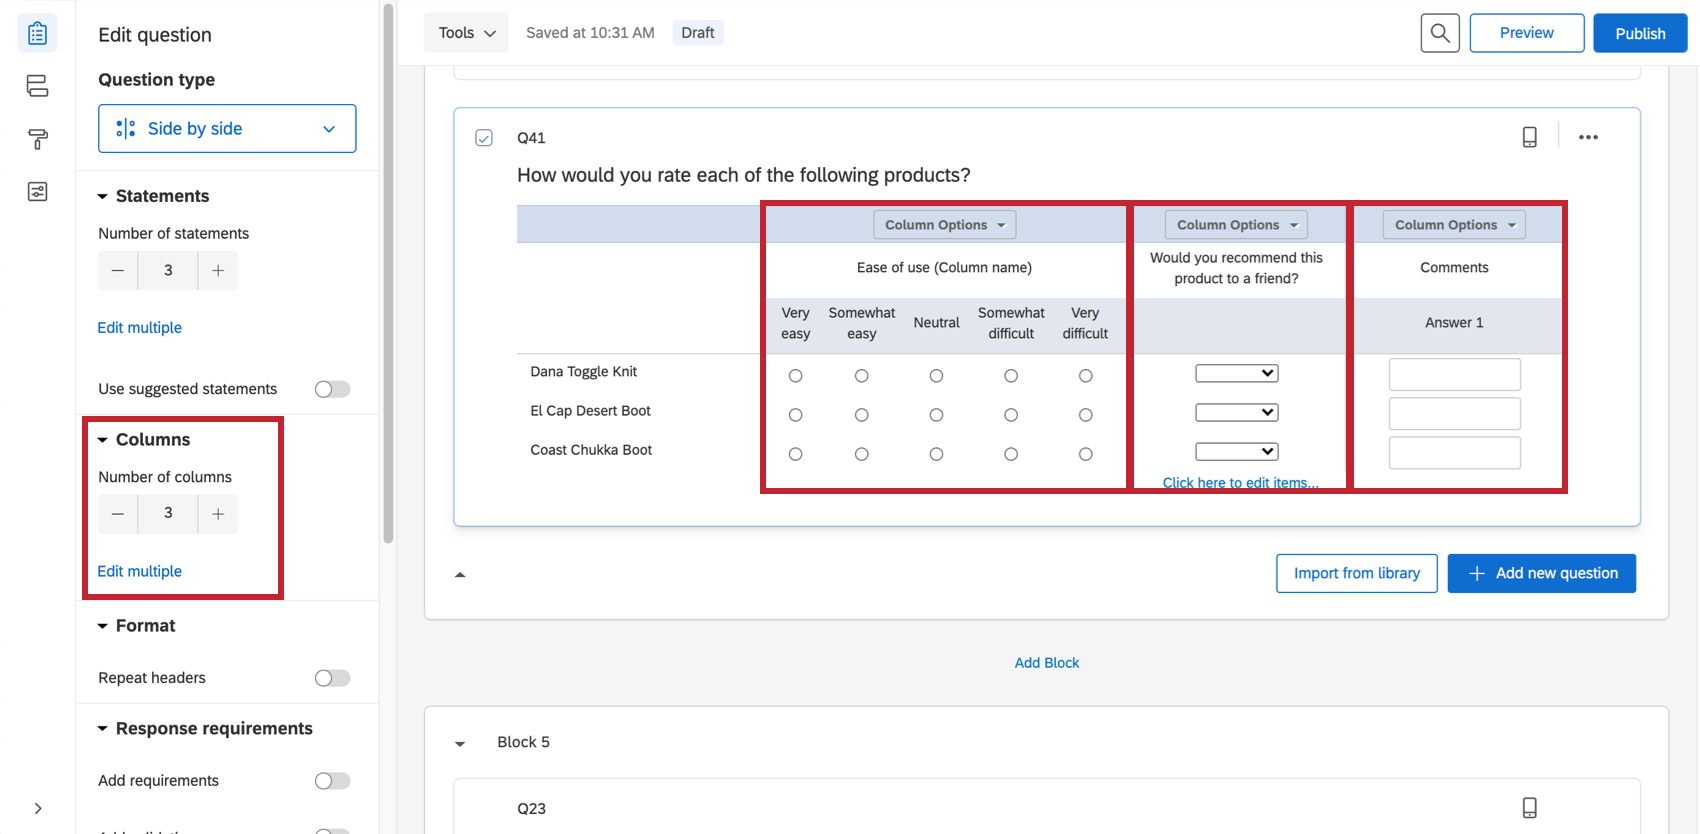 Edit question
Question type
Side by side
Statements
Number of statements
3
Edit multiple
Use suggested statements
Columns
Number of columns
3
Edit multiple
Format
Repeat headers
Response requirements
Add requirements
Tools
Saved at 10:31 AM
Draft
Preview
Publish
Q41
How would you rate each of the following products?
Column Options
Column Options
Column Options
Ease of use (Column name)
Would you recommend this
product to a friend?
Comments
Very
easy
Somewhat
easy
Neutral
Somewhat
difficult
Very
difficult
Answer 1
Dana Toggle Knit
El Cap Desert Boot
Coast Chukka Boot
Click here to edit items...
Import from library
Add new question
Add Block
Block 5
Q23